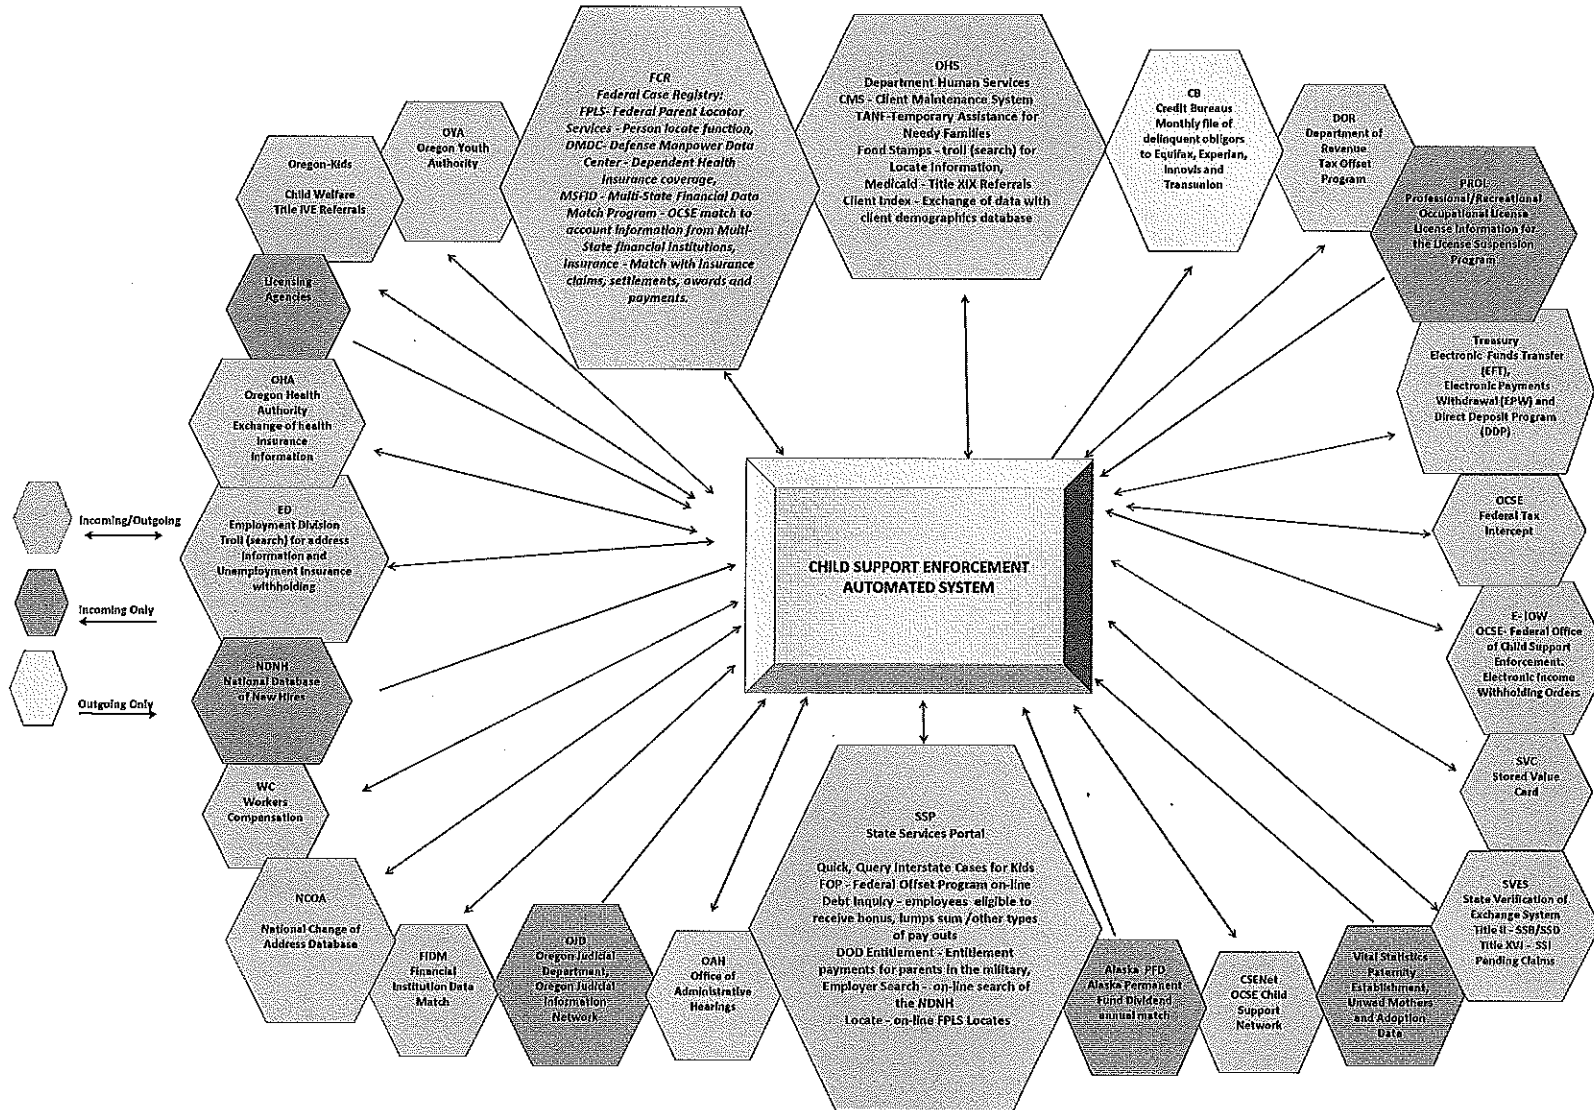 FCR
Federal Case Registry:
FPLS- Federal Parent Locator
Services - Person locate function,
DMDC- Defense Manpower Data
Center - Dependent Health
Insurance coverage,
MSFID - Multi-State Financial Data
Match Program - OCSE match to
account information from Multi-
State financial institutions,
Insurance - Match with insurance
claims, settlements, awards and
payments.
DHS
Department Human Services
CMS - Client Maintenance System
TANF-Temporary Assistance for
Needy Families
Food Stamps - troll (search) for
Locate Information,
Medicaid - Title XIX Referrals
Client Index - Exchange of data with
client demographics database
CB
Credit Bureaus
Monthly file of
delinquent obligors
to Equifax, Experian,
Innovis and
Transunion
DOR
Department of
Revenue
Tax Offset
Program
PROL
Professional/Recreational
Occupational License
License Information for
the License Suspension
Program
Treasury
Electronic Funds Transfer
(EFT),
Electronic Payments
Withdrawal (EPW) and
Direct Deposit Program
(DDP)
OCSE
Federal Tax
Intercept
E-IOW
OCSE- Federal Office
of Child Support
Enforcement.
Electronic Income
Withholding Orders
SVC
Stored Value
Card
SVES
State Verification of
Exchange System
Title II - SSB/SSD
Title XVI - SSI
Pending Claims
Vital Statistics
Paternity
Establishment,
Unwed Mothers
and Adoption
Data
CSENet
OCSE Child
Support
Network
Alaska PFD
Alaska Permanent
Fund Dividend
annual match
SSP
State Services Portal
Quick, Query Interstate Cases for Kids
FOP - Federal Offset Program on-line
Debt Inquiry - employees eligible to
receive bonus, lumps sum /other types
of pay outs
DOD Entitlement - Entitlement
payments for parents in the military,
Employer Search - on-line search of
the NDNH
Locate - on-line FPLS Locates
OAH
Office of
Administrative
Hearings
OJD
Oregon Judicial
Department,
Oregon Judicial
Information
Network
FIDM
Financial
Institution Data
Match
NCOA
National Change of
Address Database
WC
Workers
Compensation
NDNH
National Database
of New Hires
ED
Employment Division
Troll (search) for address
Information and
Unemployment Insurance
withholding
OHA
Oregon Health
Authority
Exchange of health
Insurance
Information
Licensing
Agencies
Oregon-Kids
Child Welfare
Title IVE Referrals
OYA
Oregon Youth
Authority
CHILD SUPPORT ENFORCEMENT
AUTOMATED SYSTEM
Incoming/Outgoing
Incoming Only
Outgoing Only